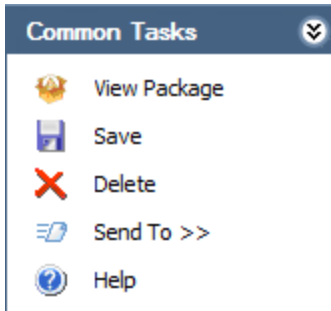 Common Tasks
View Package
Save
Delete
Send To >>
Help